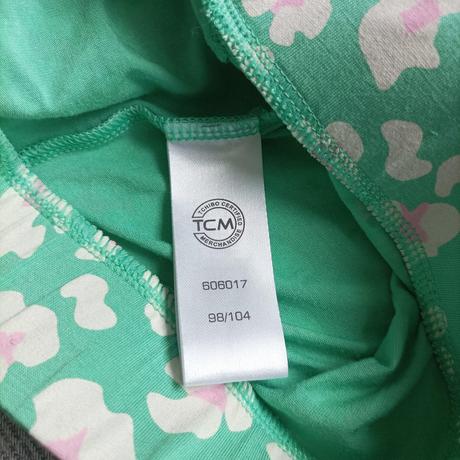 TCHIBO CERTIFIED
TCM
MERCHANDISE
606017
98/104